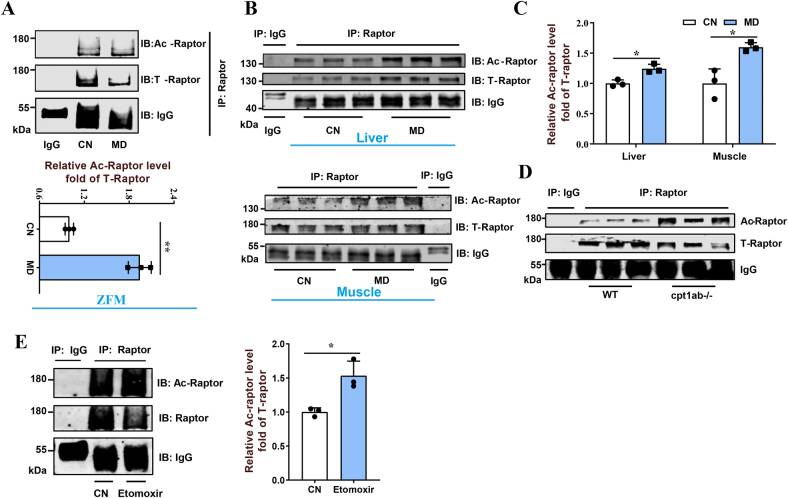 A
180
IB:Ac -Raptor
180
IB:T -Raptor
55
IB: IgG
kDa
IgG CN MD
IP: Raptor
Relative Ac-Raptor level
fold of T-Raptor
0.6 1.2 1.8 2.4
CN
MD
**
ZFM
B
IP: IgG IP: Raptor
130
IB: Ac-Raptor
130
IB: T-Raptor
55
IB: IgG
40
kDa
IgG CN MD
Liver
IP: Raptor IP: IgG
130
IB: Ac-Raptor
180
IB: T-Raptor
55
IB: IgG
kDa
CN MD IgG
Muscle
C
CN MD
Relative Ac-raptor level
fold of T-raptor
2.0
1.5
1.0
0.5
0.0
*
*
Liver Muscle
D
IP: IgG IP: Raptor
180
Ac-Raptor
180
T-Raptor
55
IgG
kDa
WT cpt1ab-/-
E
IP: IgG IP: Raptor
180
IB: Ac-Raptor
180
IB: Raptor
55
IB: IgG
kDa
CN Etomoxir
Relative Ac-raptor level
fold of T-raptor
2.0
1.5
1.0
0.5
0.0
*
CN Etomoxir